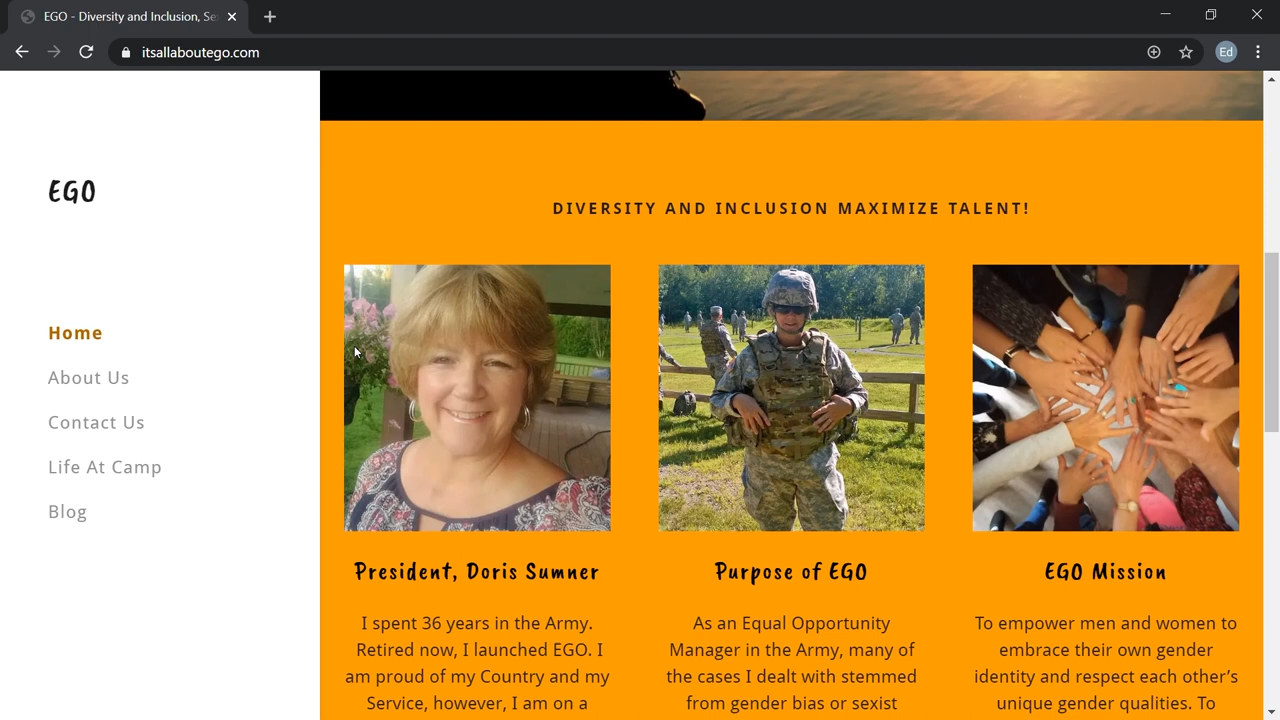 EGO - Diversity and Inclusion, Se
itsallaboutego.com
Ed
EGO
Home
About Us
Contact Us
Life At Camp
Blog
DIVERSITY AND INCLUSION MAXIMIZE TALENT!
President, Doris Sumner
I spent 36 years in the Army.
Retired now, I launched EGO. I
am proud of my Country and my
Service, however, I am on a
Purpose of EGO
As an Equal Opportunity
Manager in the Army, many of
the cases I dealt with stemmed
from gender bias or sexist
EGO Mission
To empower men and women to
embrace their own gender
identity and respect each other’s
unique gender qualities. To